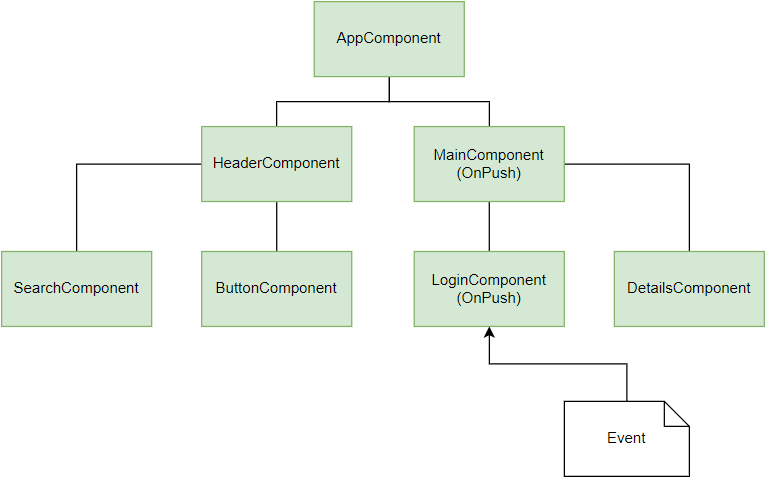 AppComponent
HeaderComponent
MainComponent
(OnPush)
SearchComponent
ButtonComponent
LoginComponent
(OnPush)
DetailsComponent
Event